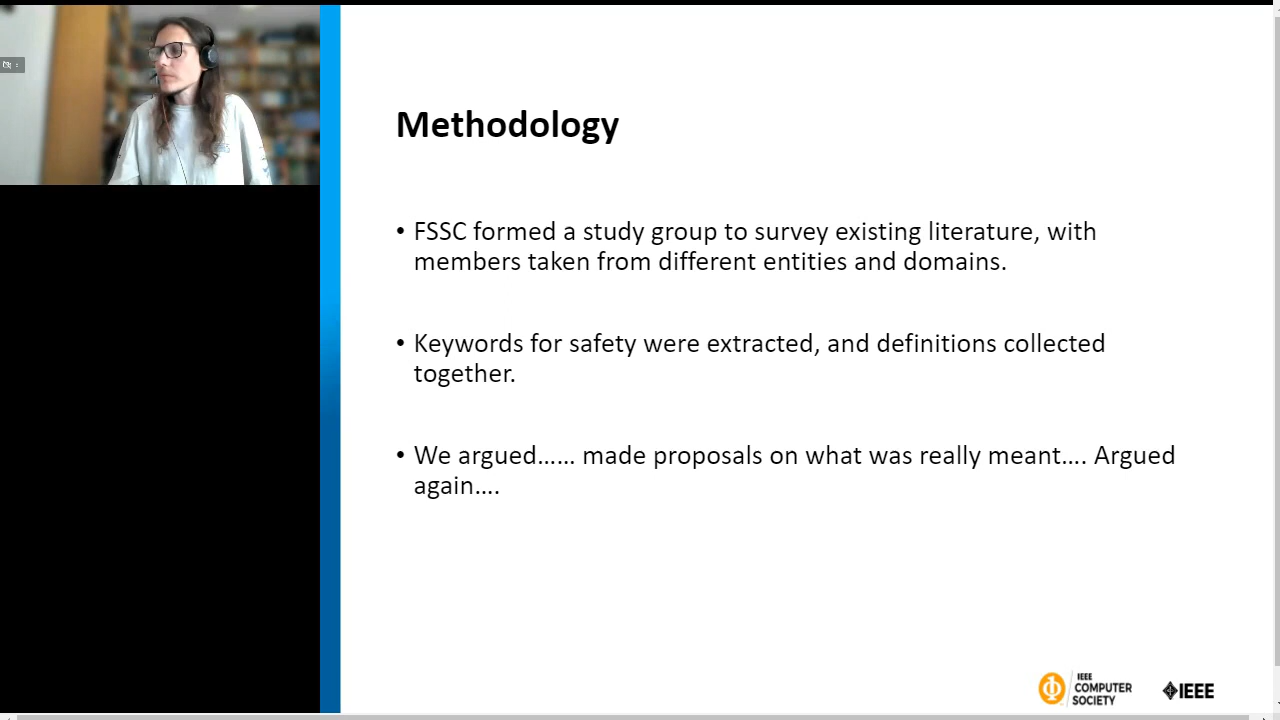 Methodology
• FSSC formed a study group to survey existing literature, with
members taken from different entities and domains.
• Keywords for safety were extracted, and definitions collected
together.
• We argued…… made proposals on what was really meant…. Argued
again….
IEEE
COMPUTER
SOCIETY
IEEE